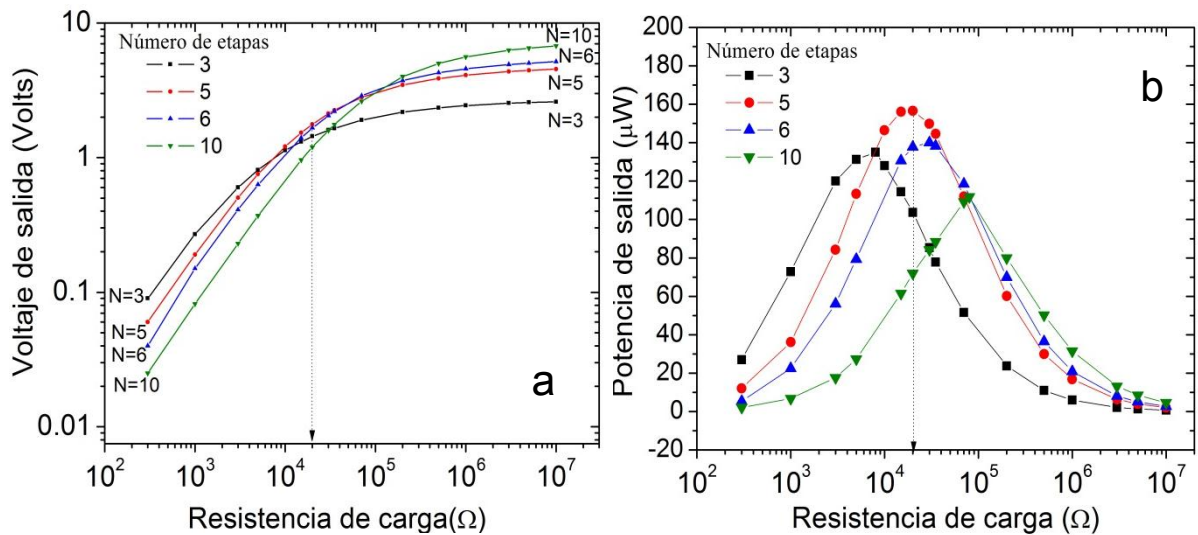 10
1
0.1
0.01
Voltaje de salida (Volts)
Número de etapas
3
5
6
10
N=10
N=6
N=5
N=3
N=3
N=5
N=6
N=10
a
10² 10³ 10⁴ 10⁵ 10⁶ 10⁷
Resistencia de carga(Ω)
200
180
160
140
120
100
80
60
40
20
0
-20
Potencia de salida (µW)
Número de etapas
3
5
6
10
b
10² 10³ 10⁴ 10⁵ 10⁶ 10⁷
Resistencia de carga (Ω)